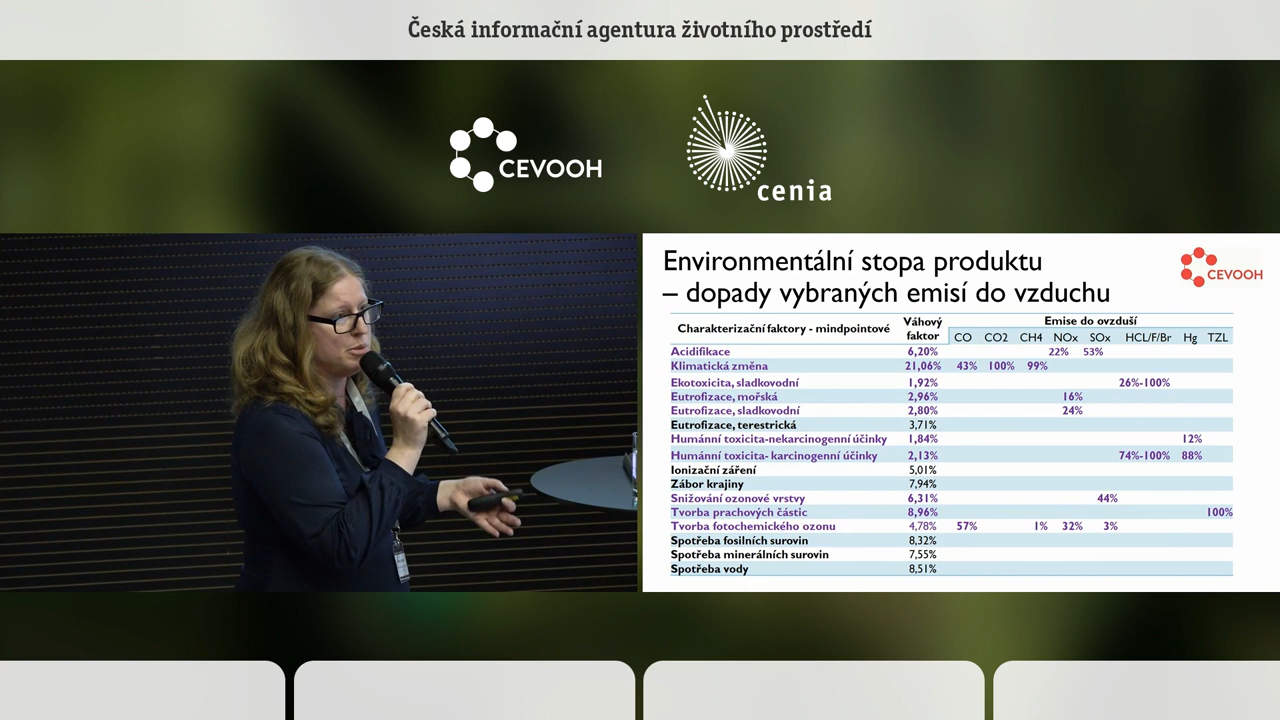 Česká informační agentura životního prostředí
CEVOOH
cenia
Environmentální stopa produktu
– dopady vybraných emisí do vzduchu
CEVOOH
Charakterizační faktory - mindpointové Váhový faktor Emise do ovzduší
CO CO2 CH4 NOx SOx HCL/F/Br Hg TZL
Acidifikace 6,20% 22% 53%
Klimatická změna 21,06% 43% 100% 99%
Ekotoxicita, sladkovodní 1,92% 26%-100%
Eutrofizace, mořská 2,96% 16%
Eutrofizace, sladkovodní 2,80% 24%
Eutrofizace, terestrická 3,71%
Humánní toxicita-nekarcinogenní účinky 1,84% 12%
Humánní toxicita- karcinogenní účinky 2,13% 74%-100% 88%
Ionizační záření 5,01%
Zábor krajiny 7,94%
Snižování ozonové vrstvy 6,31% 44%
Tvorba prachových částic 8,96% 100%
Tvorba fotochemického ozonu 4,78% 57% 1% 32% 3%
Spotřeba fosilních surovin 8,32%
Spotřeba minerálních surovin 7,55%
Spotřeba vody 8,51%